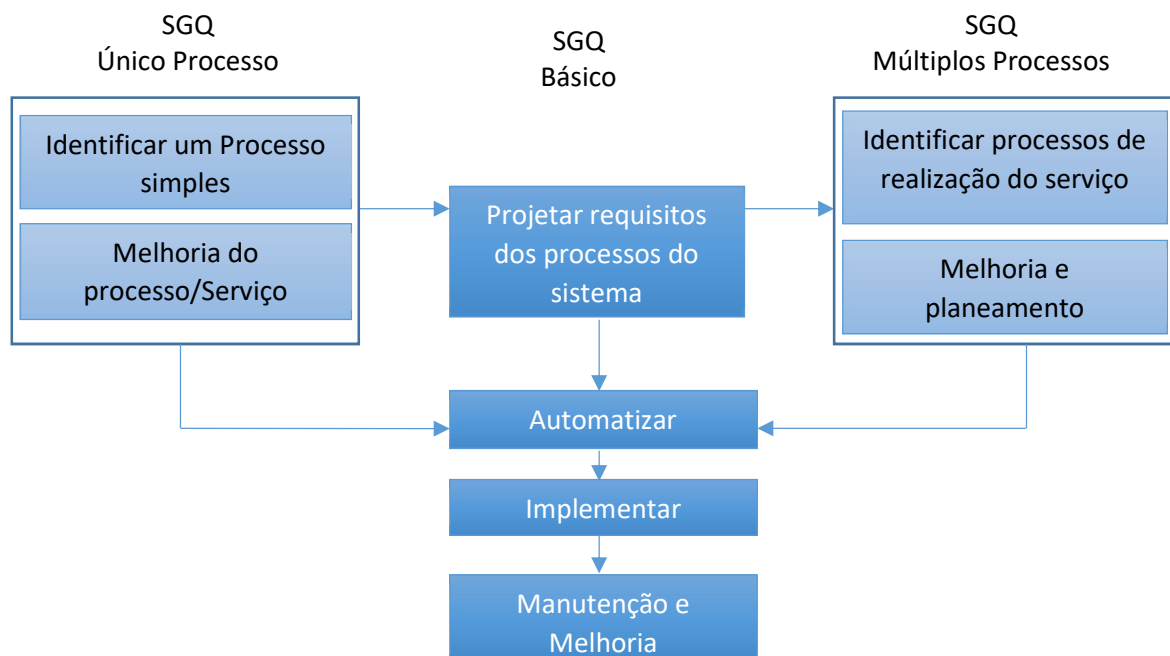 SGQ
Único Processo
SGQ
Básico
SGQ
Múltiplos Processos
Identificar um Processo
simples
Melhoria do
processo/Serviço
Projetar requisitos
dos processos do
sistema
Identificar processos de
realização do serviço
Melhoria e
planeamento
Automatizar
Implementar
Manutenção e
Melhoria